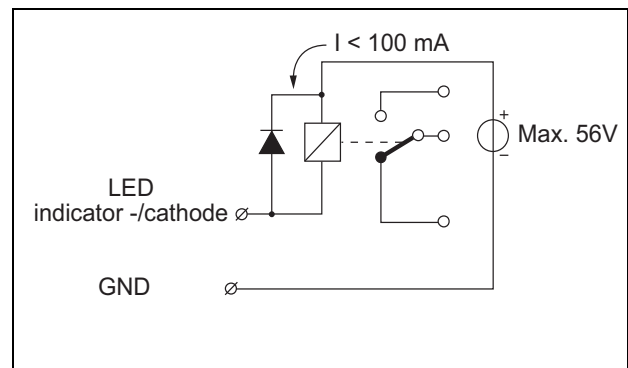 I < 100 mA
+
Max. 56V
–
LED
indicator -/cathode
GND